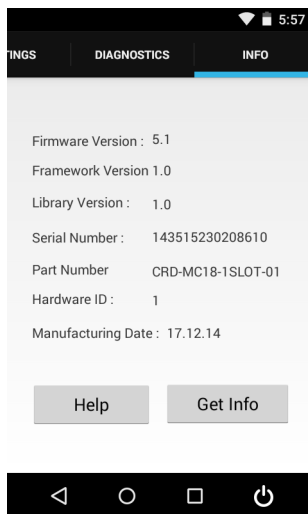 5:57
TINGS DIAGNOSTICS INFO
Firmware Version : 5.1
Framework Version 1.0
Library Version : 1.0
Serial Number : 143515230208610
Part Number CRD-MC18-1SLOT-01
Hardware ID : 1
Manufacturing Date : 17.12.14
Help Get Info